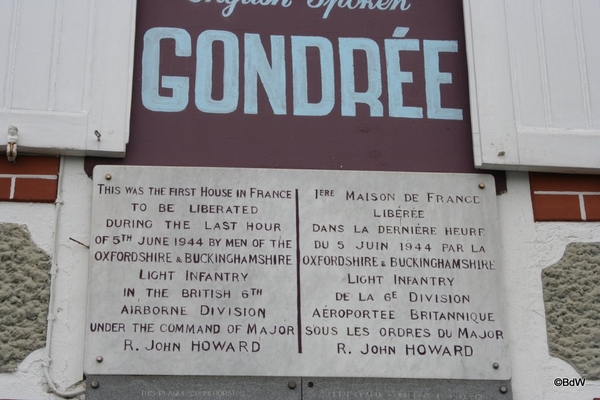 English Spoken
GONDRÉE
THIS WAS THE FIRST HOUSE IN FRANCE
TO BE LIBERATED
DURING THE LAST HOUR
OF 5TH JUNE 1944 BY MEN OF THE
OXFORDSHIRE & BUCKINGHAMSHIRE
LIGHT INFANTRY
IN THE BRITISH 6TH
AIRBORNE DIVISION
UNDER THE COMMAND OF MAJOR
R. JOHN HOWARD
1ERE MAISON DE FRANCE
LIBÉRÉE
DANS LA DERNIÈRE HEURE
DU 5 JUIN 1944 PAR LA
OXFORDSHIRE & BUCKINGHAMSHIRE
LIGHT INFANTRY
DE LA 6E DIVISION
AÉROPORTEE BRITANNIQUE
SOUS LES ORDRES DU MAJOR
R. JOHN HOWARD
©BdW